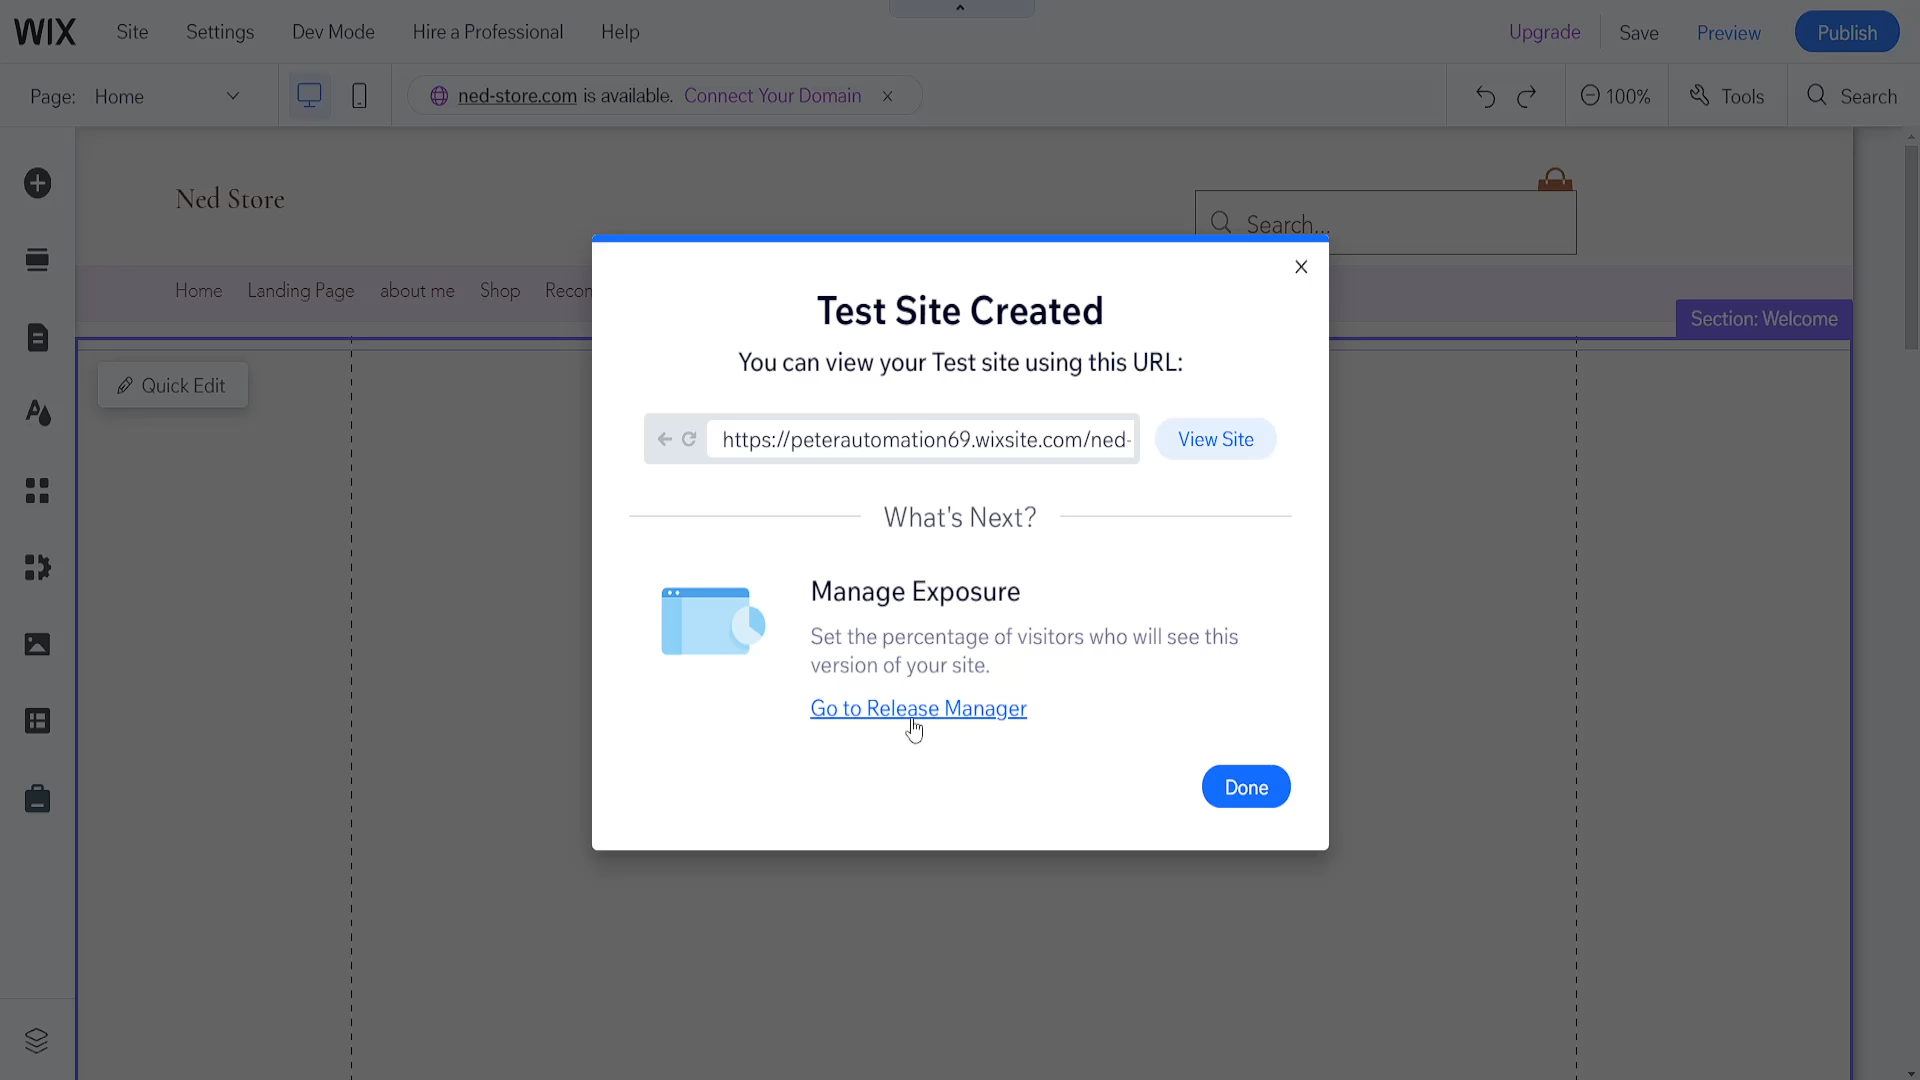 WIX Site Settings Dev Mode Hire a Professional Help Upgrade Save Preview Publish
Page: Home ned-store.com is available. Connect Your Domain 100% Tools Search
Ned Store
Search...
Home Landing Page about me Shop Recom
Section: Welcome
Quick Edit
Test Site Created
You can view your Test site using this URL:
https://peterautomation69.wixsite.com/ned- View Site
What's Next?
Manage Exposure
Set the percentage of visitors who will see this
version of your site.
Go to Release Manager
Done